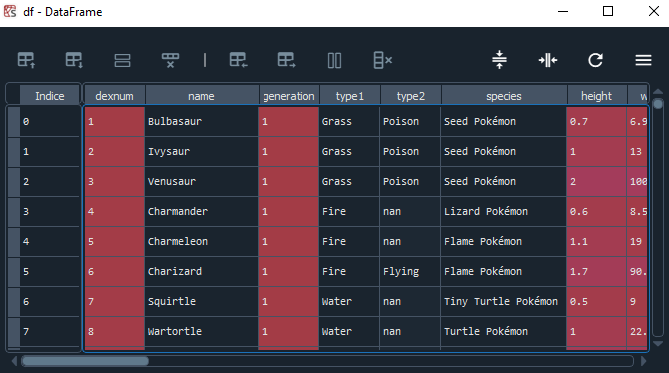 df - DataFrame
Indice dexnum name generation type1 type2 species height w
0 1 Bulbasaur 1 Grass Poison Seed Pokémon 0.7 6.9
1 2 Ivysaur 1 Grass Poison Seed Pokémon 1 13
2 3 Venusaur 1 Grass Poison Seed Pokémon 2 100
3 4 Charmander 1 Fire nan Lizard Pokémon 0.6 8.5
4 5 Charmeleon 1 Fire nan Flame Pokémon 1.1 19
5 6 Charizard 1 Fire Flying Flame Pokémon 1.7 90.
6 7 Squirtle 1 Water nan Tiny Turtle Pokémon 0.5 9
7 8 Wartortle 1 Water nan Turtle Pokémon 1 22.